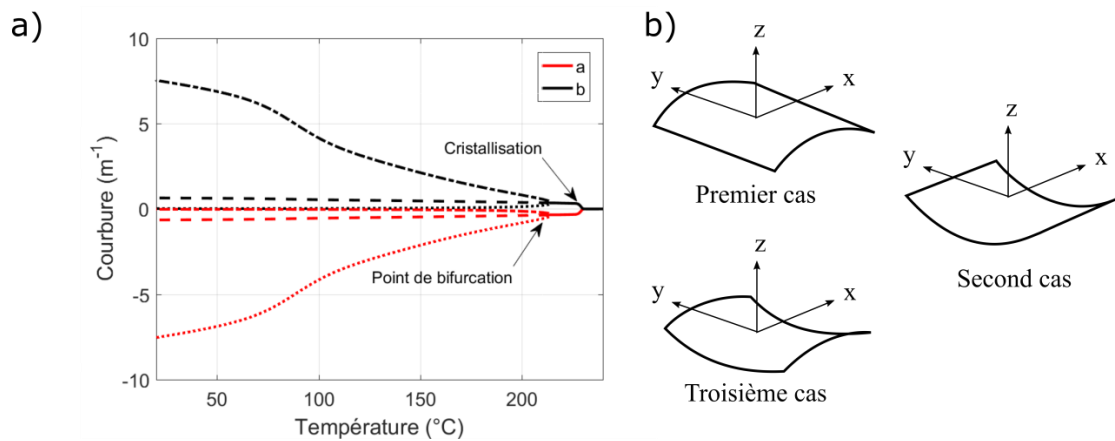 a)
10
5
0
-5
-10
Courbure (m⁻¹)
a
b
Cristallisation
Point de bifurcation
50
100
150
200
Température (°C)
b)
z
y
x
Premier cas
z
y
x
Second cas
z
y
x
Troisième cas